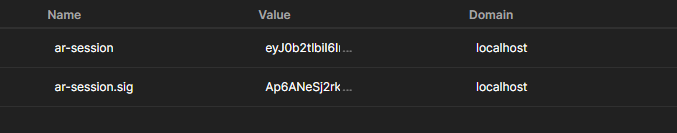 Name Value Domain
ar-session eyJ0b2tlbiI6I... localhost
ar-session.sig Ap6ANeSj2rk... localhost